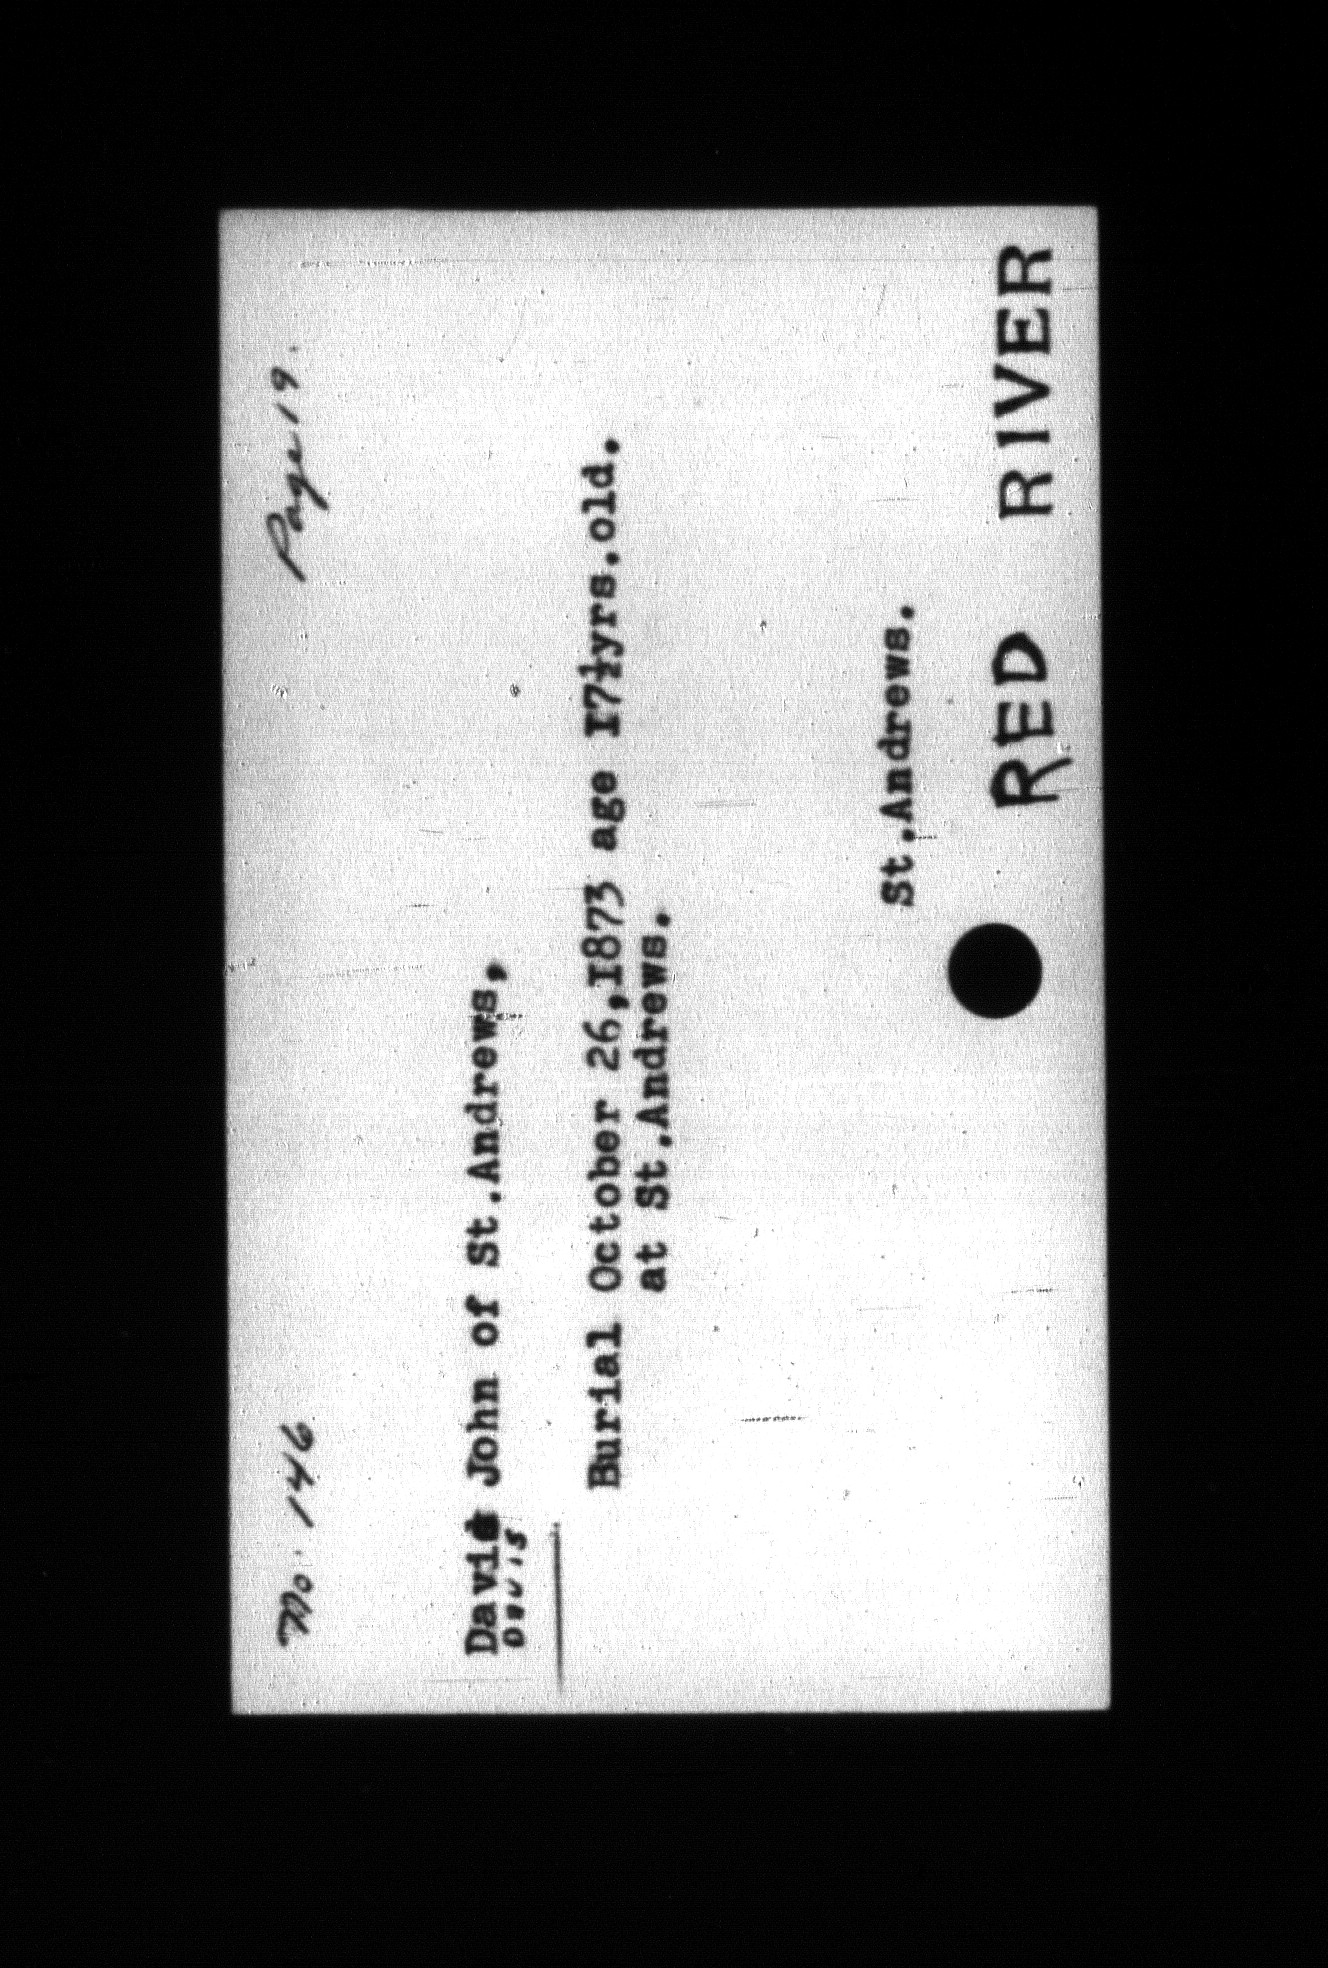 No. 146 Page 19.
David John of St.Andrews,
Davis
Burial October 26,1873 age 17½yrs.old.
at St.Andrews.
St.Andrews.
RED RIVER